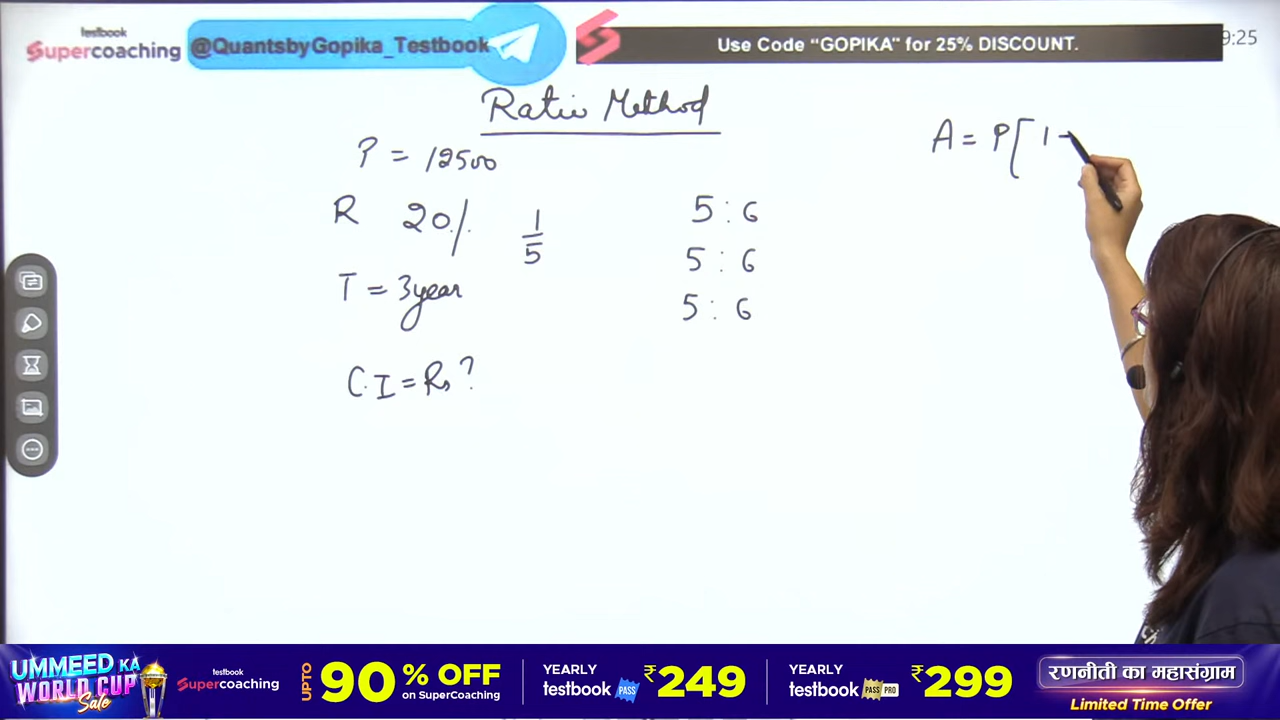 testbook
Supercoaching
@QuantsbyGopika_Testbook
Use Code "GOPIKA" for 25% DISCOUNT.
9:25
Ratio Method
P = 12500
R 20% 1/5
T = 3year
C.I = Rs ?
5 : 6
5 : 6
5 : 6
A = P[ 1
UMMEED KA
WORLD CUP
Sale
testbook
Supercoaching
UPTO 90% OFF
on SuperCoaching
YEARLY
testbook PASS
₹249
YEARLY
testbook PASS PRO
₹299
रणनीती का महासंग्राम
Limited Time Offer